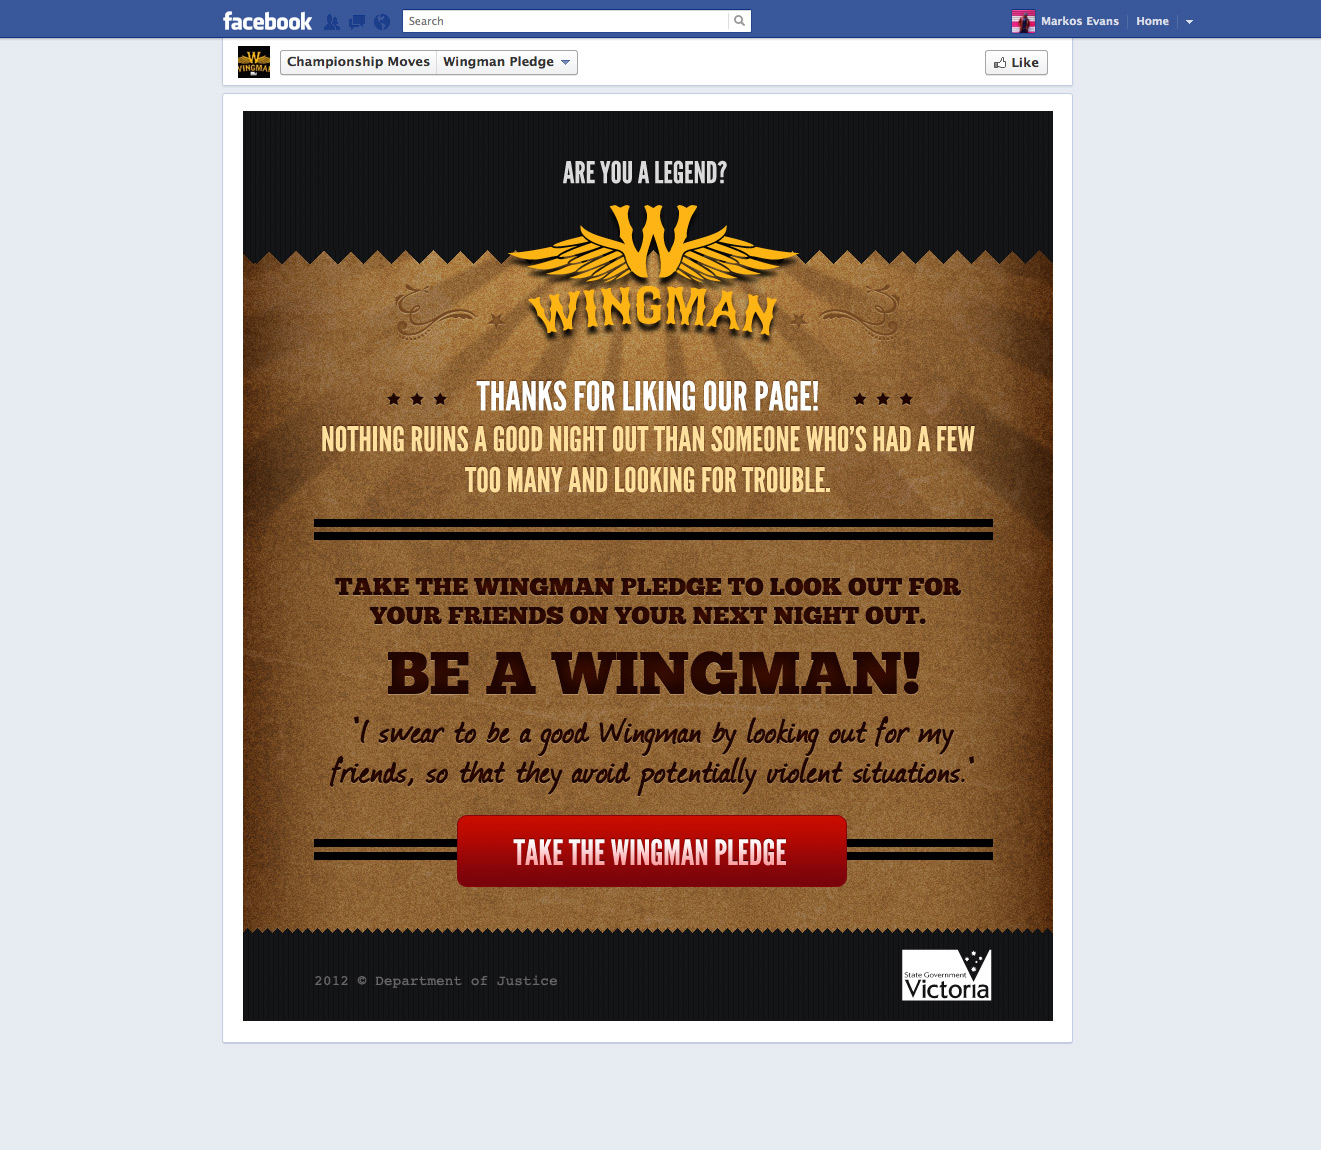 facebook
Search
Markos Evans
Home
WINGMAN
Championship Moves
Wingman Pledge
Like
ARE YOU A LEGEND?
W
WINGMAN
THANKS FOR LIKING OUR PAGE!
NOTHING RUINS A GOOD NIGHT OUT THAN SOMEONE WHO'S HAD A FEW
TOO MANY AND LOOKING FOR TROUBLE.
TAKE THE WINGMAN PLEDGE TO LOOK OUT FOR
YOUR FRIENDS ON YOUR NEXT NIGHT OUT.
BE A WINGMAN!
'I swear to be a good Wingman by looking out for my
friends, so that they avoid potentially violent situations.'
TAKE THE WINGMAN PLEDGE
2012 © Department of Justice
State Government
Victoria